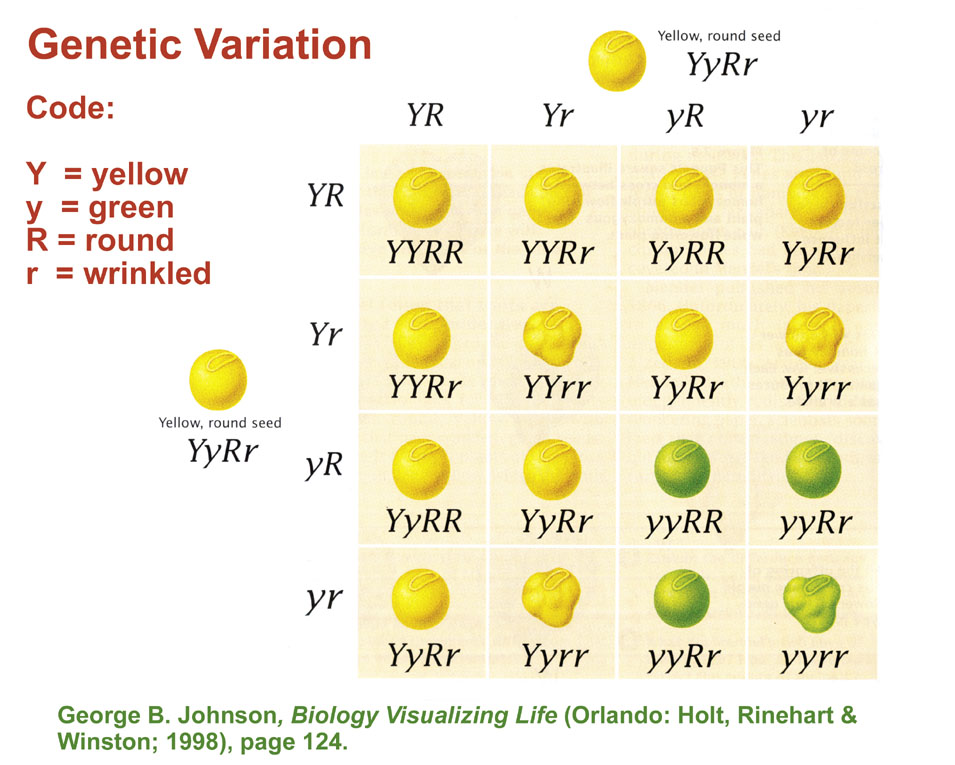 Genetic Variation
Yellow, round seed
YyRr
Code:
YR Yr yR yr
Y = yellow
y = green
R = round
r = wrinkled
YR
YYRR YYRr YyRR YyRr
Yr
YYRr YYrr YyRr Yyrr
Yellow, round seed
YyRr
yR
YyRR YyRr yyRR yyRr
yr
YyRr Yyrr yyRr yyrr
George B. Johnson, Biology Visualizing Life (Orlando: Holt, Rinehart &
Winston; 1998), page 124.